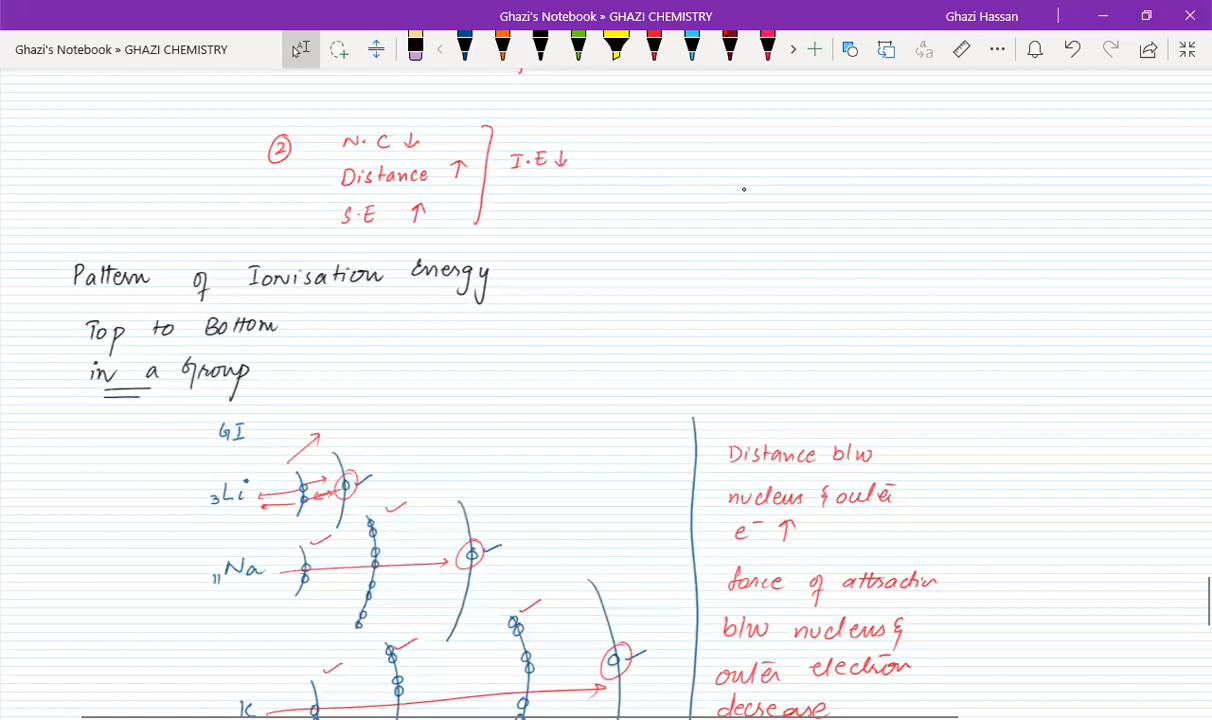 Ghazi's Notebook » GHAZI CHEMISTRY
Ghazi Hassan
Ghazi's Notebook » GHAZI CHEMISTRY
② N.C ↓
Distance ↑
S.E ↑
I.E ↓
Pattern of Ionisation Energy
Top to Bottom
in a Group
GI
₃Li
₁₁Na
K
Distance b/w
nucleus & outer
e⁻ ↑
force of attraction
b/w nucleus &
outer electron
decrease